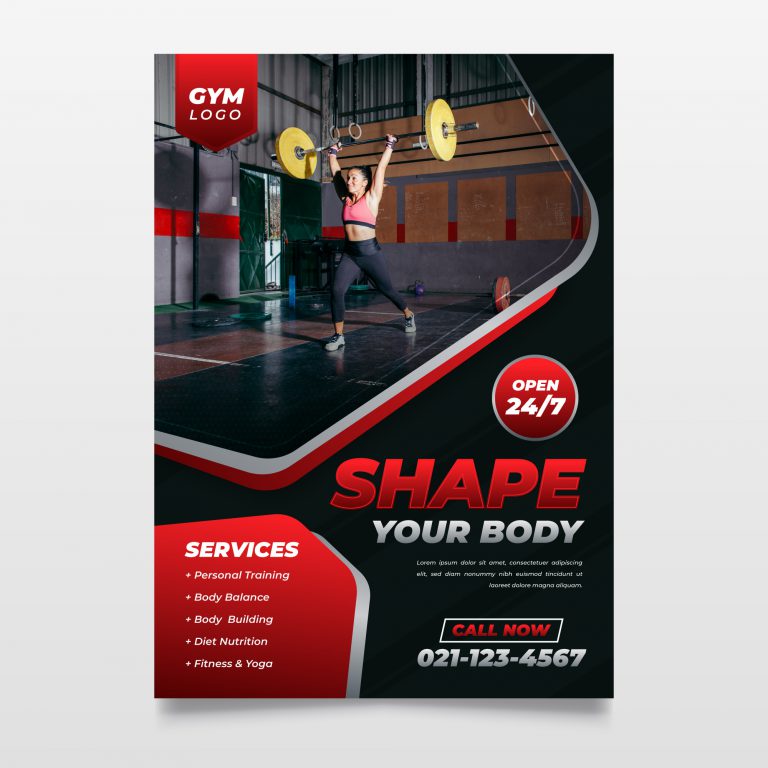 GYM
LOGO
OPEN
24/7
SHAPE
YOUR BODY
Lorem ipsum dolor sit amet, consectetuer adipiscing
elit, sed diam nonummy nibh euismod tincidunt ut
laoreet dolore magna aliquam.
SERVICES
+ Personal Training
+ Body Balance
+ Body Building
+ Diet Nutrition
+ Fitness & Yoga
CALL NOW
021-123-4567